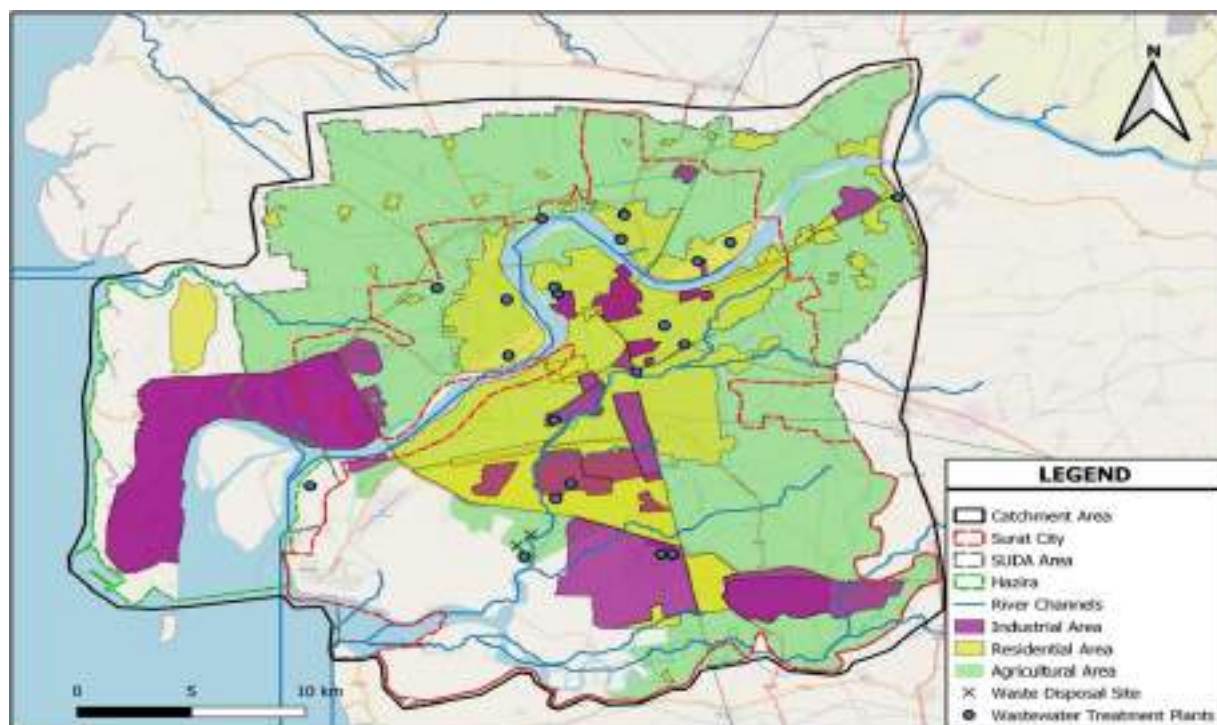 N
LEGEND
Catchment Area
Surat City
SUDA Area
Hazira
River Channels
Industrial Area
Residential Area
Agricultural Area
Waste Disposal Site
Wastewater Treatment Plants
0 5 10 km